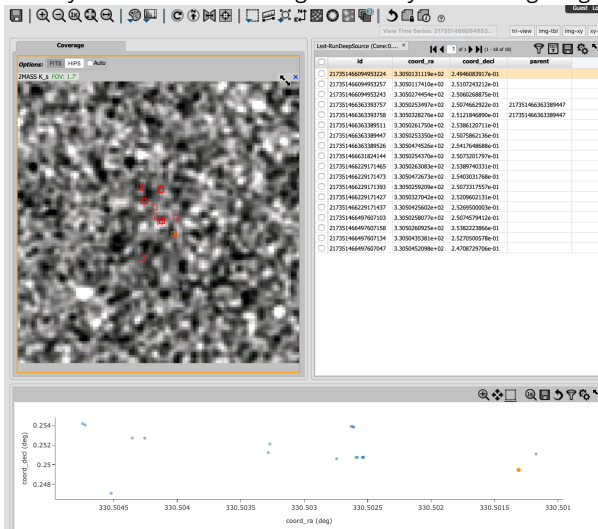 Guest
View Time Series: 217351466094953...
tri-view img-tbl img-xy xy-
Coverage
Options: FITS HiPS Auto
2MASS K_s FOV: 1.7'
Last-RunDeepSource (Cone:0.... ×
1 of 1 (1 - 18 of 18)
id coord_ra coord_decl parent
217351466094953224 3.3050131119e+02 2.4946083917e-01
217351466094953257 3.3050117410e+02 2.5107243212e-01
217351466094953243 3.3050274454e+02 2.5060268875e-01
217351466363393757 3.3050253497e+02 2.5074662922e-01 217351466363389447
217351466363393758 3.3050328276e+02 2.5121846890e-01 217351466363389447
217351466363389511 3.3050261750e+02 2.5386120711e-01
217351466363389447 3.3050253350e+02 2.5075862136e-01
217351466363389526 3.3050474526e+02 2.5417648688e-01
217351466631824144 3.3050254370e+02 2.5073201797e-01
217351466229171465 3.3050263083e+02 2.5389740331e-01
217351466229171473 3.3050472673e+02 2.5403031768e-01
217351466229171393 3.3050259209e+02 2.5073317557e-01
217351466229171427 3.3050327042e+02 2.5209602131e-01
217351466229171437 3.3050425602e+02 2.5269500003e-01
217351466497607103 3.3050258077e+02 2.5074579412e-01
217351466497607158 3.3050260925e+02 2.5382223866e-01
217351466497607134 3.3050435381e+02 2.5270500578e-01
217351466497607047 3.3050452098e+02 2.4708729706e-01
coord_decl (deg)
0.254
0.252
0.25
0.248
330.5045 330.504 330.5035 330.503 330.5025 330.502 330.5015 330.501
coord_ra (deg)